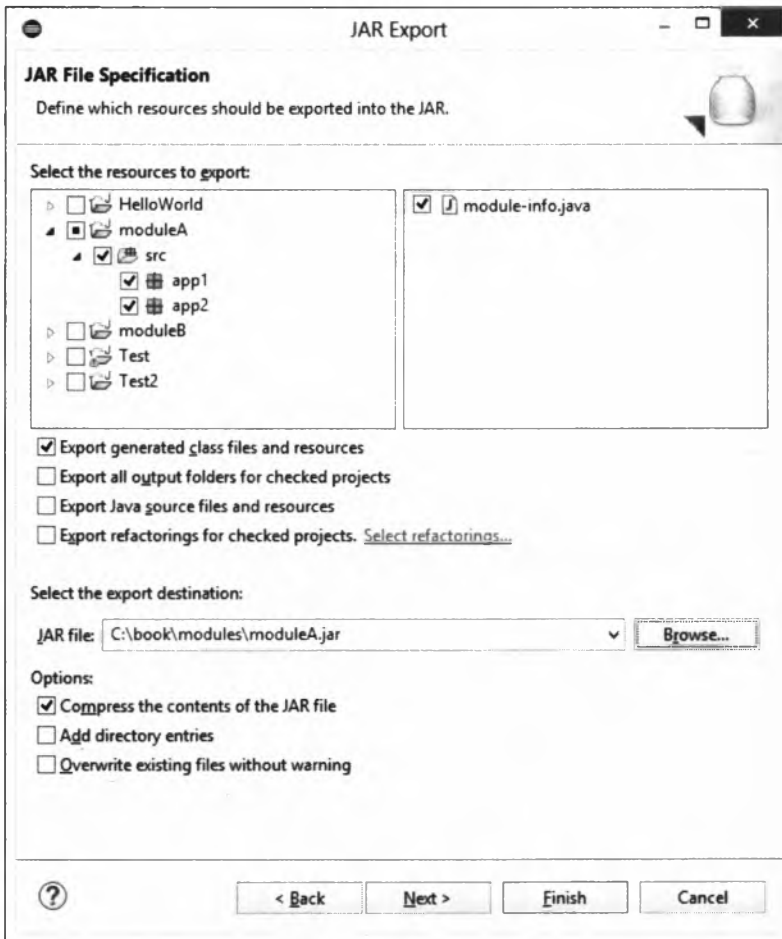 JAR Export
JAR File Specification
Define which resources should be exported into the JAR.
Select the resources to export:
HelloWorld
moduleA
src
app1
app2
moduleB
Test
Test2
module-info.java
Export generated class files and resources
Export all output folders for checked projects
Export Java source files and resources
Export refactorings for checked projects. Select refactorings...
Select the export destination:
JAR file: C:\book\modules\moduleA.jar Browse...
Options:
Compress the contents of the JAR file
Add directory entries
Overwrite existing files without warning
? < Back Next > Finish Cancel